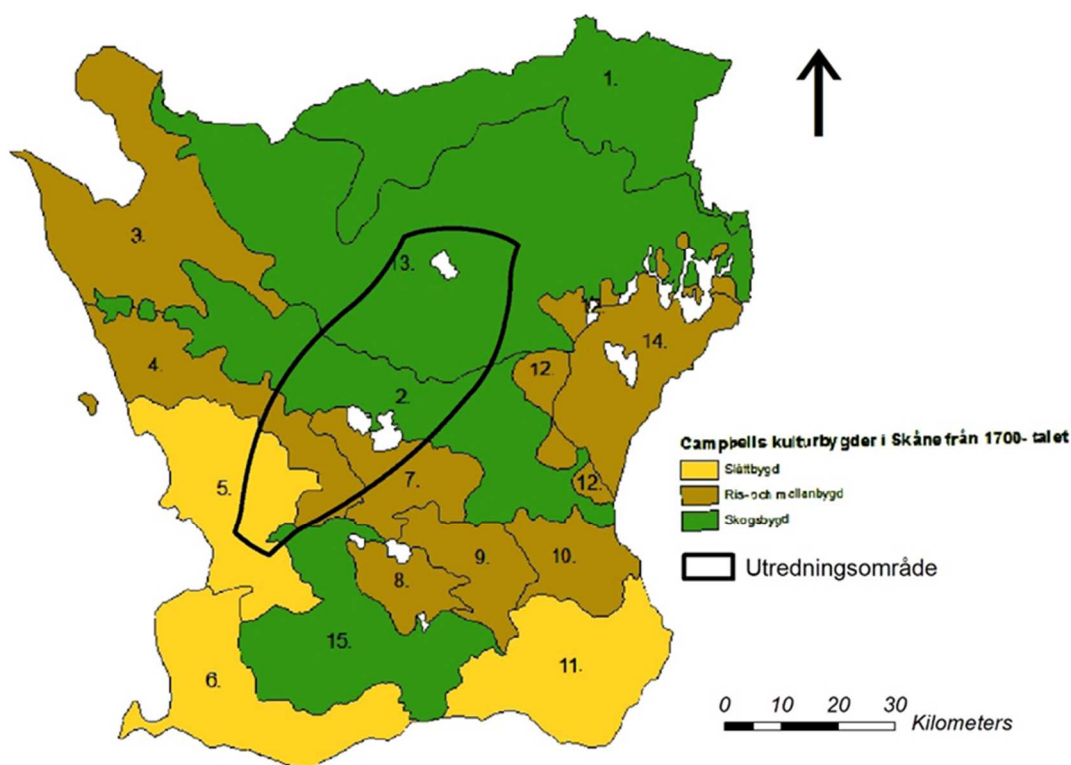 1.
13.
3.
14.
4.
12.
2.
5.
7.
12.
9.
10.
8.
15.
6.
11.
Campbells kulturbygder i Skåne från 1700- talet
Slättbygd
Ris- och mellanbygd
Skogsbygd
Utredningsområde
0 10 20 30
Kilometers